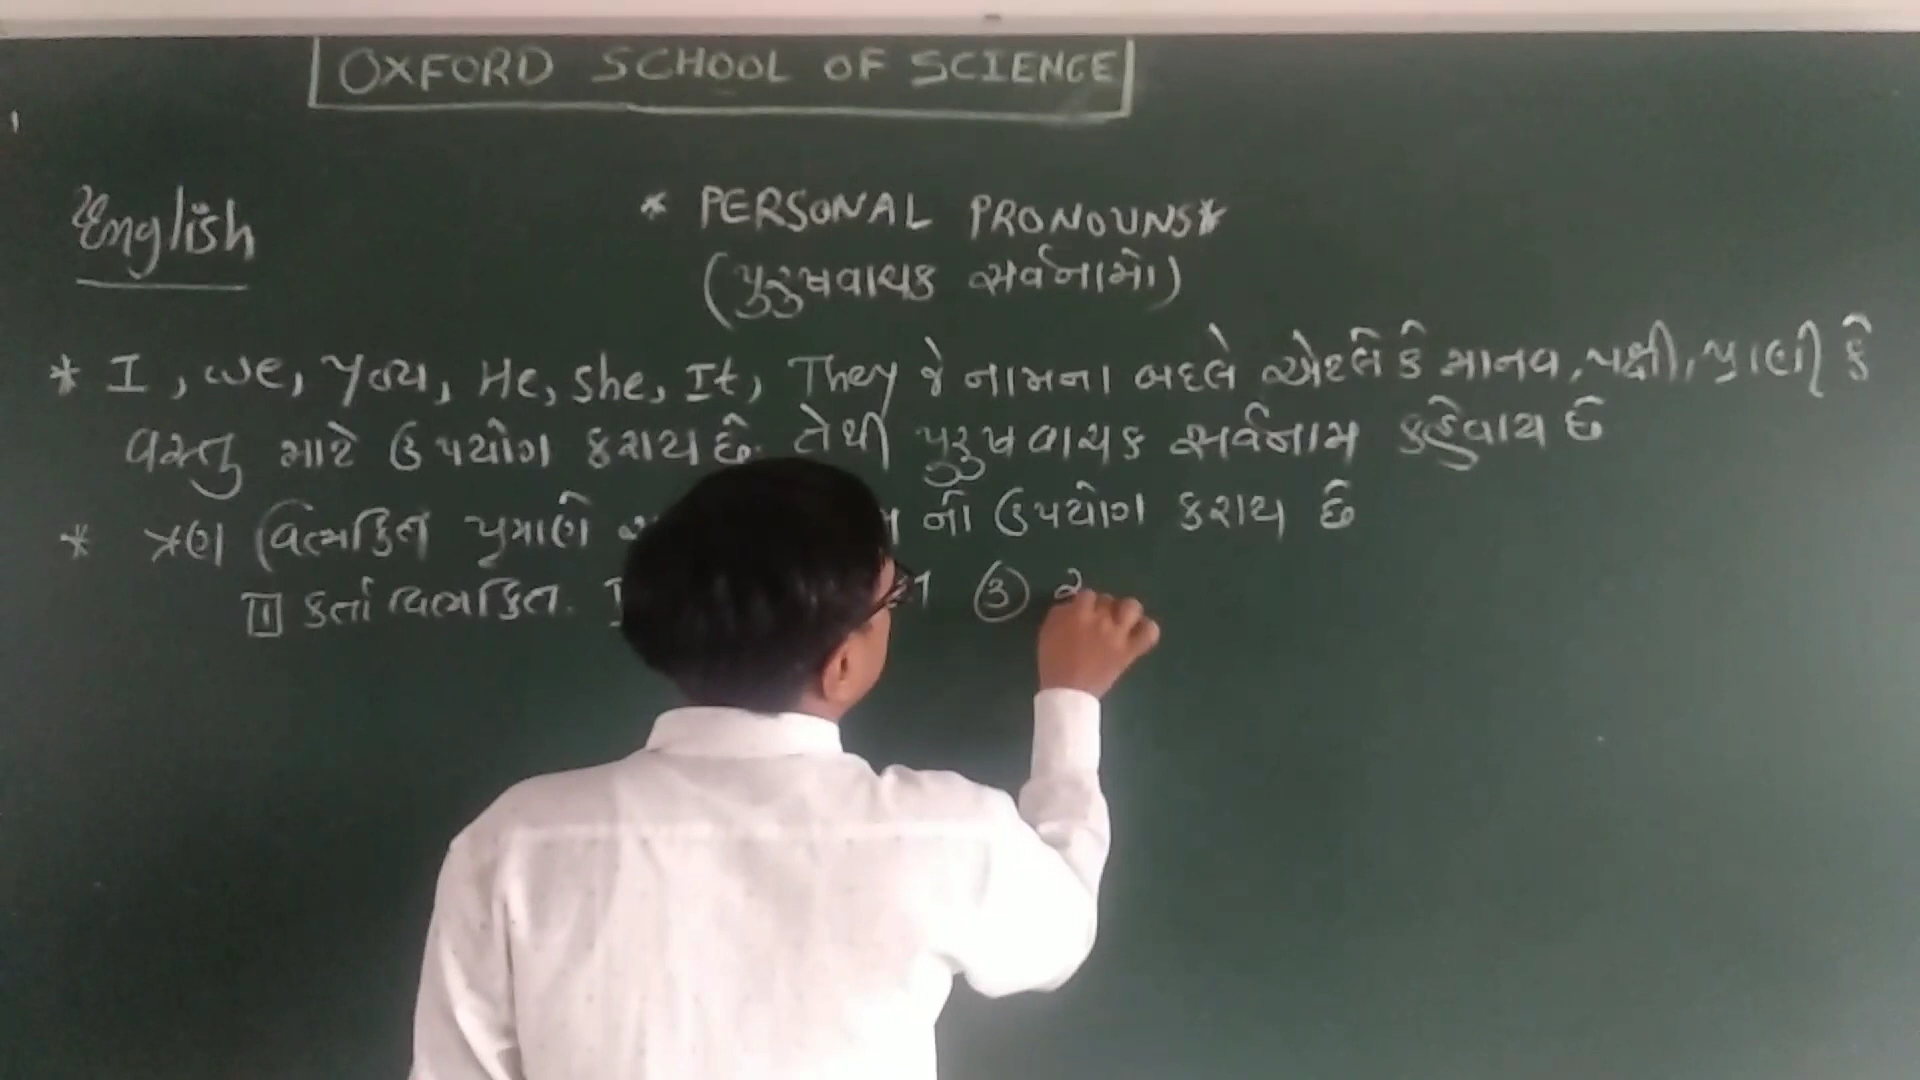 OXFORD SCHOOL OF SCIENCE
English
* PERSONAL PRONOUNS *
(પુરુષવાચક સર્વનામો)
* I, we, You, He, she, It, They જે નામના બદલે એટલે કે માનવ, પક્ષી, પ્રાણી કે
વસ્તુ માટે ઉપયોગ કરાય છે. તેથી પુરુષવાચક સર્વનામ કહેવાય છે
* ત્રણ વિભકિત પ્રમાણે નો ઉપયોગ કરાય છે
1 કર્તા વિભકિત. 3